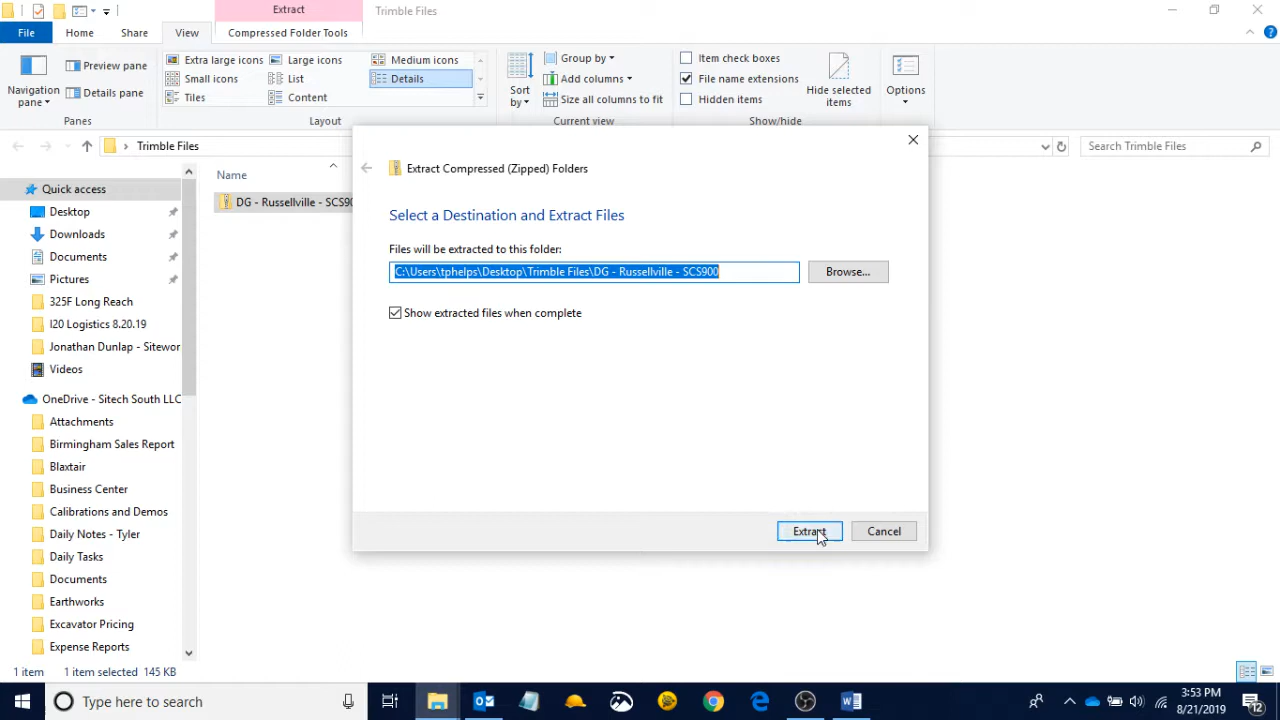 Extract
Trimble Files
File
Home
Share
View
Compressed Folder Tools
Navigation pane
Preview pane
Details pane
Extra large icons
Large icons
Medium icons
Small icons
List
Details
Tiles
Content
Sort by
Group by
Add columns
Size all columns to fit
Item check boxes
File name extensions
Hidden items
Hide selected items
Options
Panes
Layout
Current view
Show/hide
Trimble Files
Search Trimble Files
Name
DG - Russellville - SCS90
Quick access
Desktop
Downloads
Documents
Pictures
325F Long Reach
I20 Logistics 8.20.19
Jonathan Dunlap - Sitewor
Videos
OneDrive - Sitech South LLC
Attachments
Birmingham Sales Report
Blaxtair
Business Center
Calibrations and Demos
Daily Notes - Tyler
Daily Tasks
Documents
Earthworks
Excavator Pricing
Expense Reports
Extract Compressed (Zipped) Folders
Select a Destination and Extract Files
Files will be extracted to this folder:
C:\Users\tphelps\Desktop\Trimble Files\DG - Russellville - SCS900
Browse...
Show extracted files when complete
Extract
Cancel
1 item
1 item selected 145 KB
Type here to search
3:53 PM
8/21/2019
12